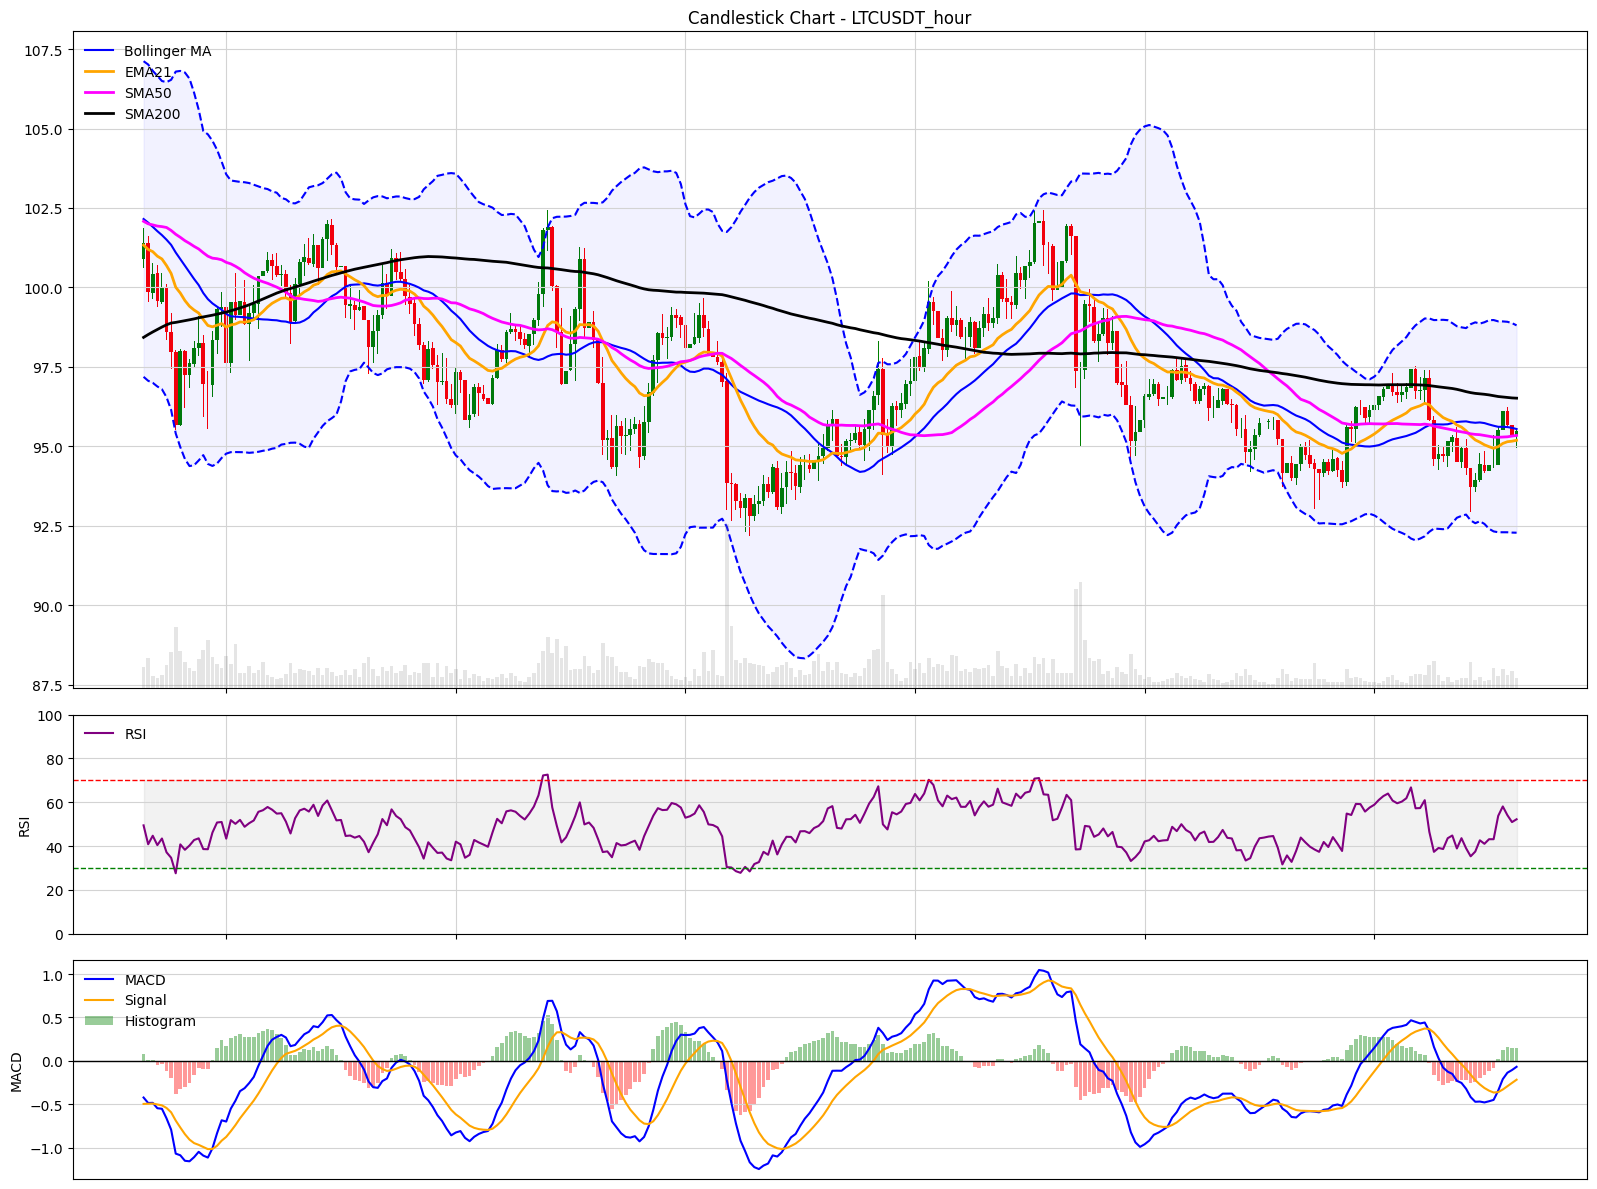 Candlestick Chart - LTCUSDT_hour
107.5
105.0
102.5
100.0
97.5
95.0
92.5
90.0
87.5
Bollinger MA
EMA21
SMA50
SMA200
100
80
60
40
20
0
RSI
RSI
1.0
0.5
0.0
−0.5
−1.0
MACD
MACD
Signal
Histogram